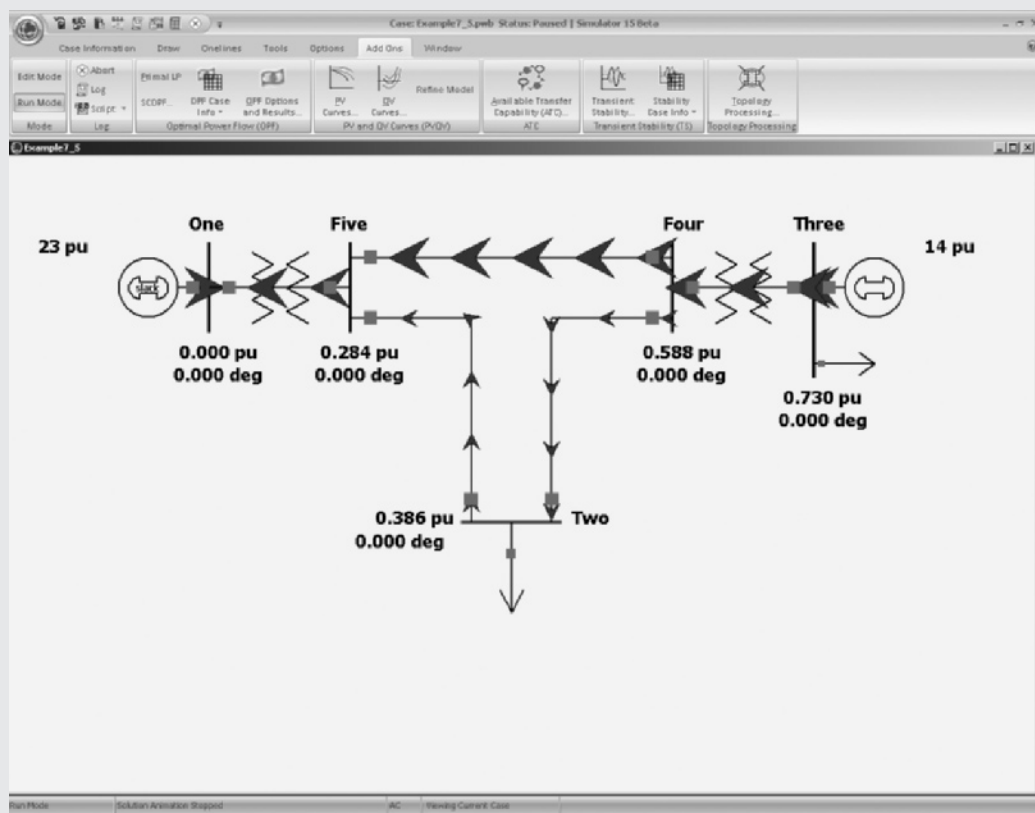 Case: Example7_5.pwb Status: Paused | Simulator 15 Beta
Case Information Draw Onelines Tools Options Add Ons Window
Edit Mode
Run Mode
Mode
Abort
Log
Script
Log
Primal LP
SCOPF...
OPF Case
Info
OPF Options
and Results...
Optimal Power Flow (OPF)
PV
Curves...
QV
Curves...
Refine Model
PV and QV Curves (PVQV)
Available Transfer
Capability (ATC)...
ATC
Transient
Stability...
Stability
Case Info
Transient Stability (TS)
Topology
Processing...
Topology Processing
Example7_5
One Five Four Three
23 pu
14 pu
slack
0.000 pu
0.000 deg
0.284 pu
0.000 deg
0.588 pu
0.000 deg
0.730 pu
0.000 deg
0.386 pu
0.000 deg
Two
Run Mode Solution Animation Stopped AC Viewing Current Case